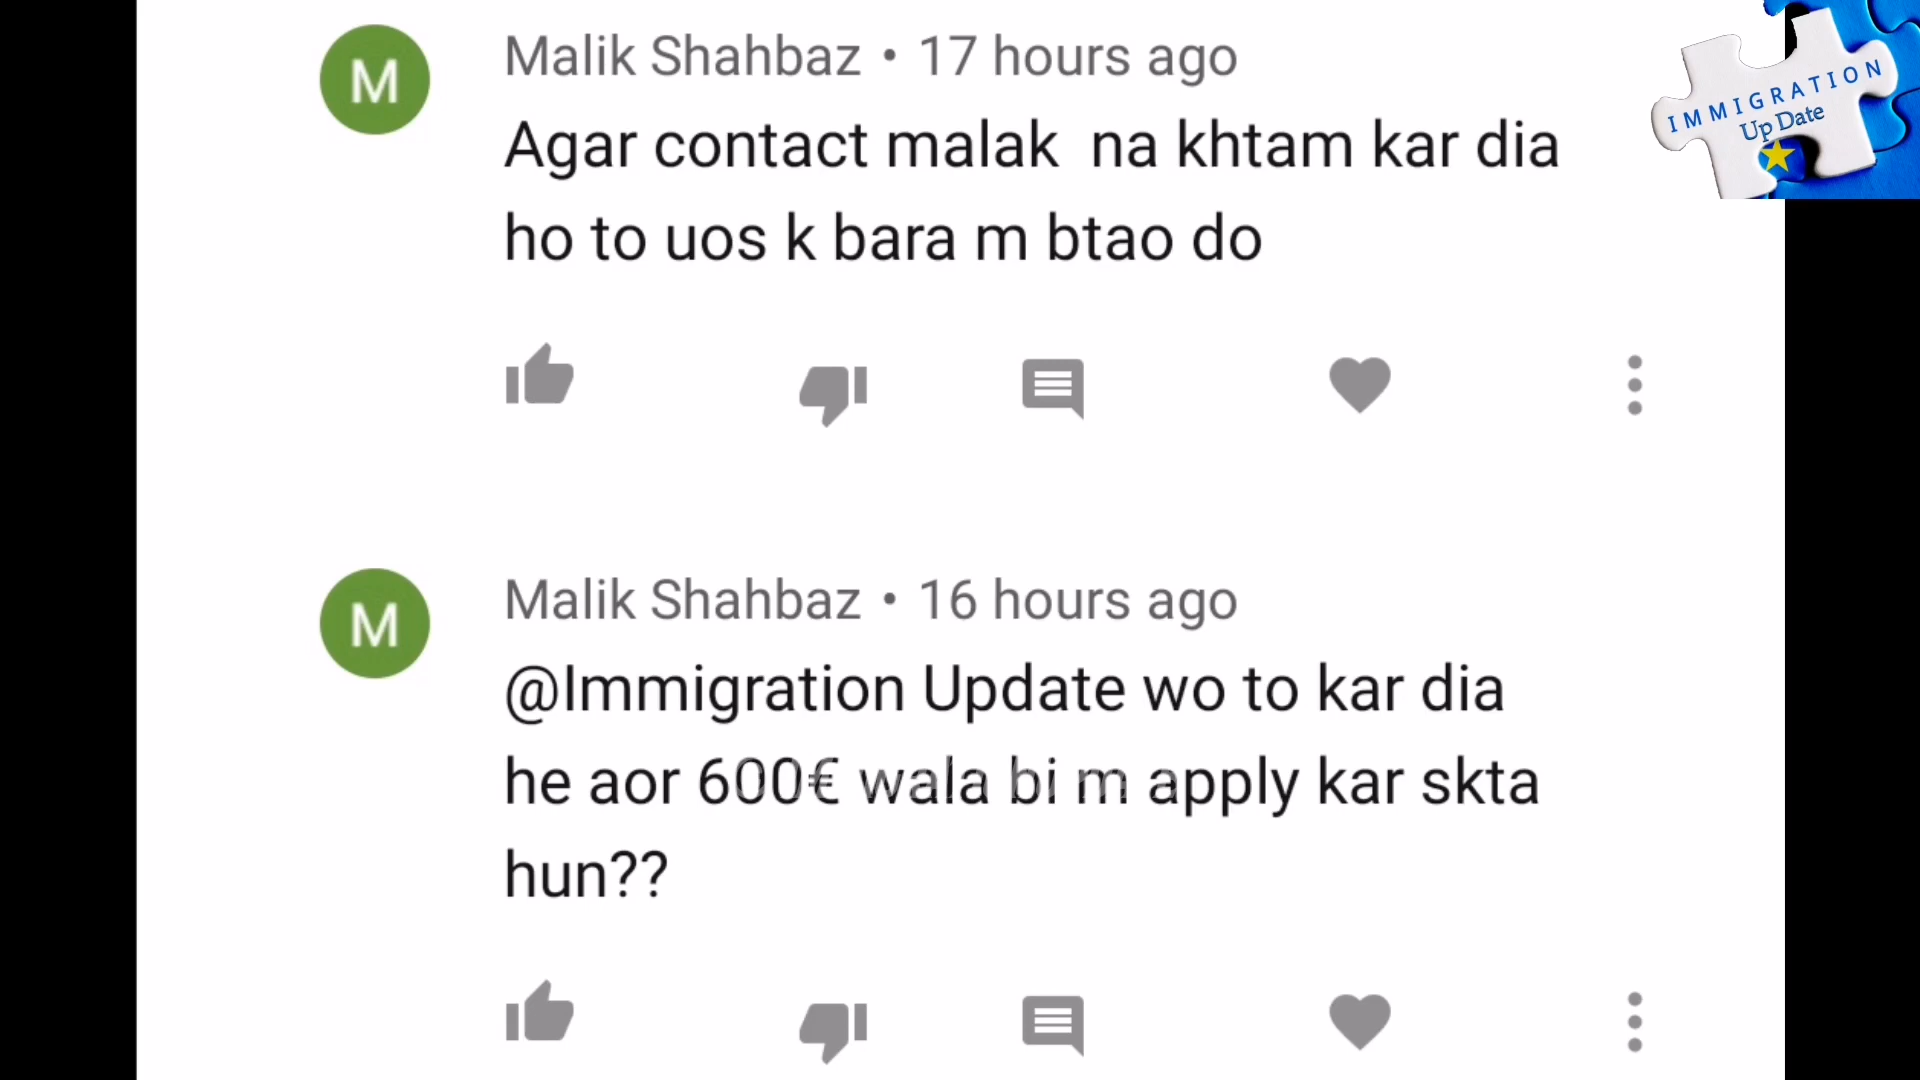 Malik Shahbaz • 17 hours ago
Agar contact malak na khtam kar dia
ho to uos k bara m btao do
IMMIGRATION
Up Date
M
Malik Shahbaz • 16 hours ago
@Immigration Update wo to kar dia
he aor 600€ wala bi m apply kar skta
hun??
M